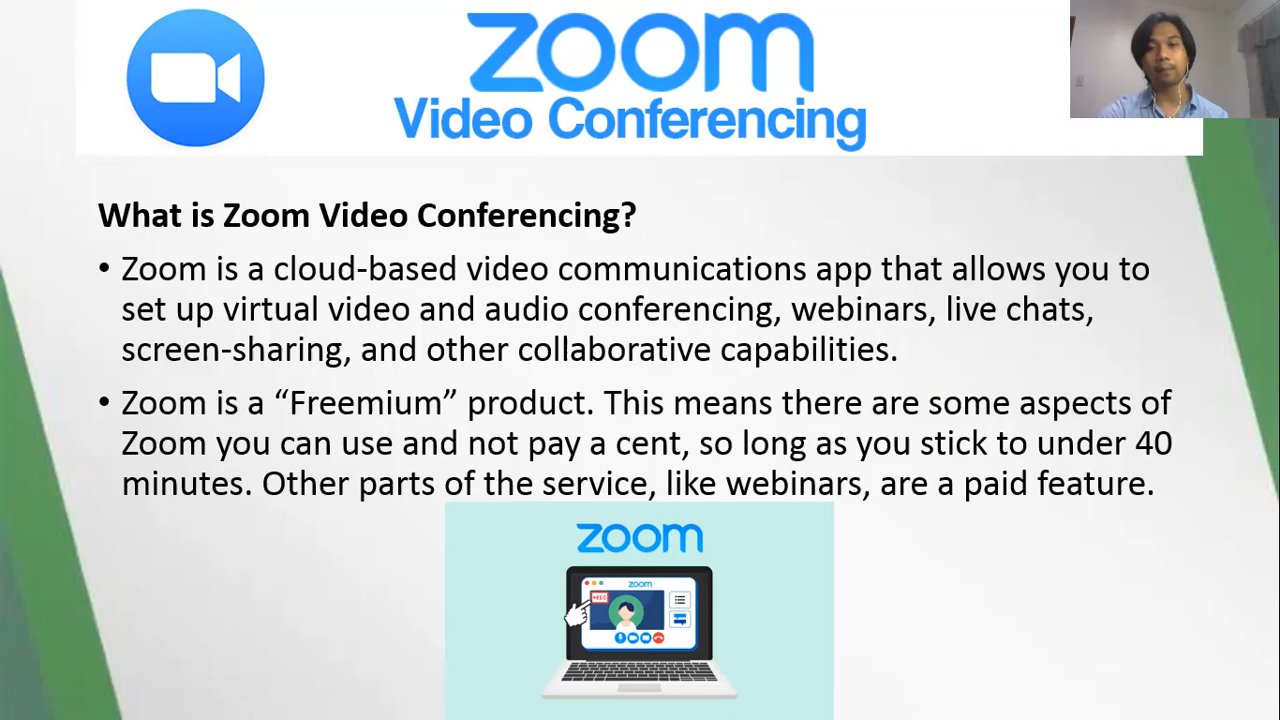 zoom
Video Conferencing
What is Zoom Video Conferencing?
• Zoom is a cloud-based video communications app that allows you to
set up virtual video and audio conferencing, webinars, live chats,
screen-sharing, and other collaborative capabilities.
• Zoom is a “Freemium” product. This means there are some aspects of
Zoom you can use and not pay a cent, so long as you stick to under 40
minutes. Other parts of the service, like webinars, are a paid feature.
zoom
zoom
REC